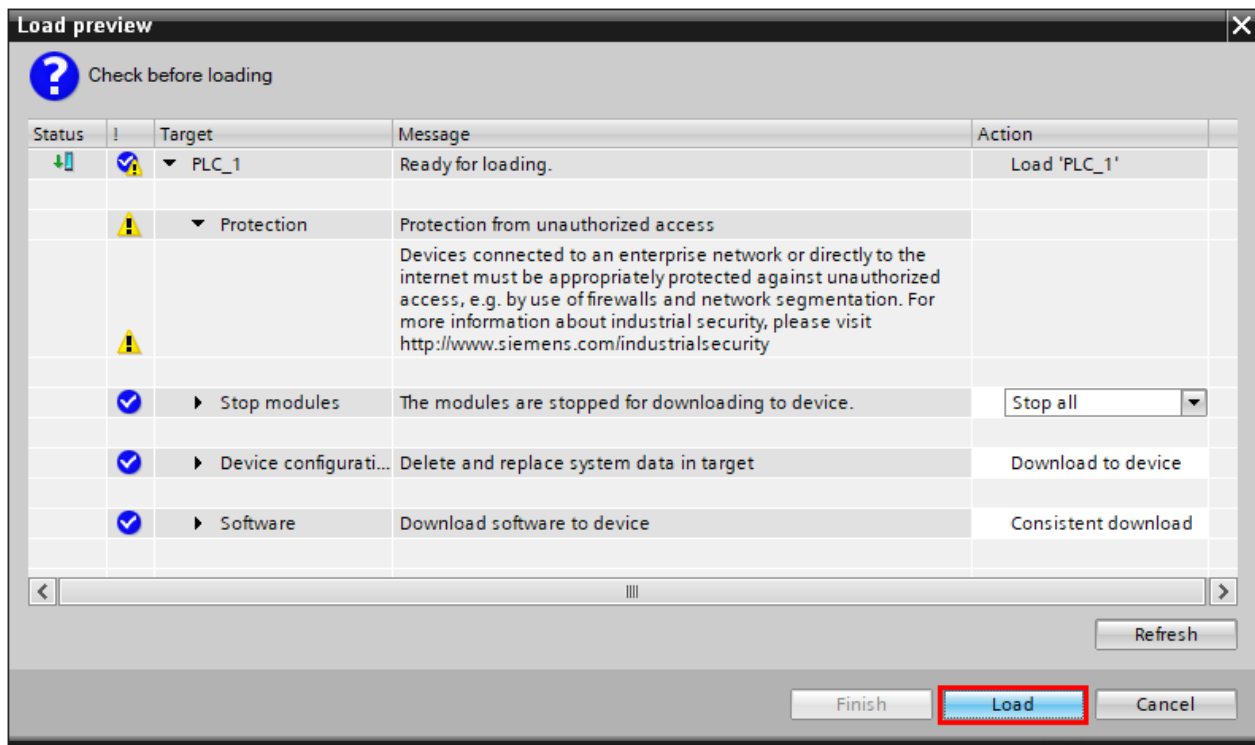 Load preview
Check before loading
Status ! Target Message Action
PLC_1 Ready for loading. Load 'PLC_1'
Protection Protection from unauthorized access
Devices connected to an enterprise network or directly to the
internet must be appropriately protected against unauthorized
access, e.g. by use of firewalls and network segmentation. For
more information about industrial security, please visit
http://www.siemens.com/industrialsecurity
Stop modules The modules are stopped for downloading to device. Stop all
Device configurati... Delete and replace system data in target Download to device
Software Download software to device Consistent download
Refresh
Finish Load Cancel